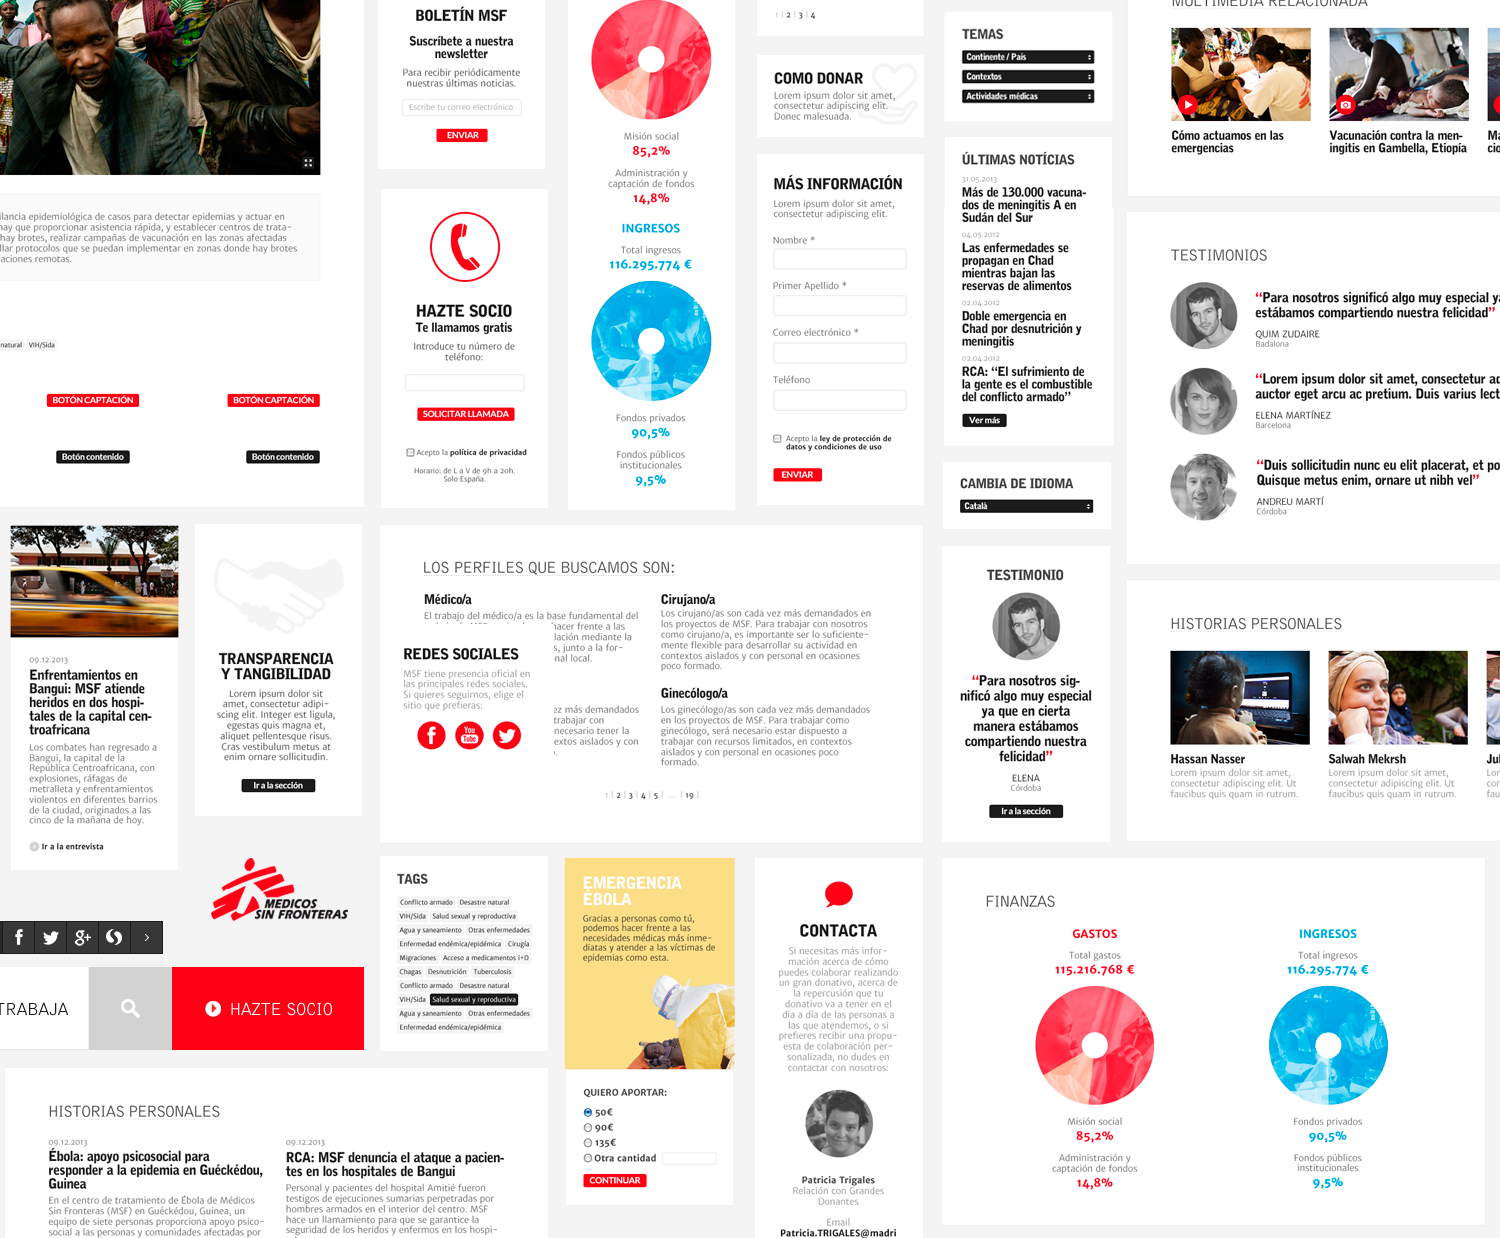 ilancia epidemiológica de casos para detectar epidemias y actuar en
hay que proporcionar asistencia rápida, y establecer centros de trata-
hay brotes, realizar campañas de vacunación en las zonas afectadas
llar protocolos que se puedan implementar en zonas donde hay brotes
aciones remotas.
natural VIH/Sida
BOTÓN CAPTACIÓN
BOTÓN CAPTACIÓN
Botón contenido
Botón contenido
BOLETÍN MSF
Suscríbete a nuestra
newsletter
Para recibir periódicamente
nuestras últimas noticias.
Escribe tu correo electrónico
ENVIAR
HAZTE SOCIO
Te llamamos gratis
Introduce tu número de
teléfono:
SOLICITAR LLAMADA
Acepto la política de privacidad
Horario: de L a V de 9h a 20h.
Solo España.
Misión social
85,2%
Administración y
captación de fondos
14,8%
INGRESOS
Total ingresos
116.295.774 €
Fondos privados
90,5%
Fondos públicos
institucionales
9,5%
1 | 2 | 3 | 4
COMO DONAR
Lorem ipsum dolor sit amet,
consectetur adipiscing elit.
Donec malesuada.
MÁS INFORMACIÓN
Lorem ipsum dolor sit amet,
consectetur adipiscing elit.
Nombre *
Primer Apellido *
Correo electrónico *
Teléfono
Acepto la ley de protección de
datos y condiciones de uso
ENVIAR
TEMAS
Continente / País
Contextos
Actividades médicas
ÚLTIMAS NOTÍCIAS
31.05.2013
Más de 130.000 vacuna-
dos de meningitis A en
Sudán del Sur
04.05.2012
Las enfermedades se
propagan en Chad
mientras bajan las
reservas de alimentos
02.04.2012
Doble emergencia en
Chad por desnutrición y
meningitis
02.04.2012
RCA: “El sufrimiento de
la gente es el combustible
del conflicto armado”
Ver más
CAMBIA DE IDIOMA
Català
MULTIMEDIA RELACIONADA
Cómo actuamos en las
emergencias
Vacunación contra la men-
ingitis en Gambella, Etiopía
Ma
cio
TESTIMONIOS
“Para nosotros significó algo muy especial ya
estábamos compartiendo nuestra felicidad”
QUIM ZUDAIRE
Badalona
“Lorem ipsum dolor sit amet, consectetur ad
auctor eget arcu ac pretium. Duis varius lect
ELENA MARTÍNEZ
Barcelona
“Duis sollicitudin nunc eu elit placerat, et po
Quisque metus enim, ornare ut nibh vel”
ANDREU MARTÍ
Córdoba
09.12.2013
Enfrentamientos en
Bangui: MSF atiende
heridos en dos hospi-
tales de la capital cen-
troafricana
Los combates han regresado a
Bangui, la capital de la
República Centroafricana, con
explosiones, ráfagas de
metralleta y enfrentamientos
violentos en diferentes barrios
de la ciudad, originados a las
cinco de la mañana de hoy.
Ir a la entrevista
TRANSPARENCIA
Y TANGIBILIDAD
Lorem ipsum dolor sit
amet, consectetur adipi-
scing elit. Integer est ligula,
egestas quis magna et,
aliquet pellentesque risus.
Cras vestibulum metus at
enim ornare sollicitudin.
Ir a la sección
LOS PERFILES QUE BUSCAMOS SON:
Médico/a
El trabajo del médico/a es la base fundamental del
hacer frente a las
lación mediante la
s, junto a la for-
nal local.
REDES SOCIALES
MSF tiene presencia oficial en
las principales redes sociales.
Si quieres seguirnos, elige el
sitio que prefieras:
You
Tube
ez más demandados
trabajar con
necesario tener la
extos aislados y con
Cirujano/a
Los cirujano/as son cada vez más demandados en
los proyectos de MSF. Para trabajar con nosotros
como cirujano/a, es importante ser lo suficiente-
mente flexible para desarrollar su actividad en
contextos aislados y con personal en ocasiones
poco formado.
Ginecólogo/a
Los ginecólogo/as son cada vez más demandados
en los proyectos de MSF. Para trabajar como
ginecólogo, será necesario estar dispuesto a
trabajar con recursos limitados, en contextos
aislados y con personal en ocasiones poco
formado.
1 | 2 | 3 | 4 | 5 | ... | 19 |
TESTIMONIO
“Para nosotros sig-
nificó algo muy especial
ya que en cierta
manera estábamos
compartiendo nuestra
felicidad”
ELENA
Córdoba
Ir a la sección
HISTORIAS PERSONALES
Hassan Nasser
Lorem ipsum dolor sit amet,
consectetur adipiscing elit. Ut
faucibus quis quam in rutrum.
Salwah Mekrsh
Lorem ipsum dolor sit amet,
consectetur adipiscing elit. Ut
faucibus quis quam in rutrum.
Jul
Lore
con
fau
MEDICOS
SIN FRONTERAS
TRABAJA
HAZTE SOCIO
TAGS
Conflicto armado Desastre natural
VIH/Sida Salud sexual y reproductiva
Agua y saneamiento Otras enfermedades
Enfermedad endémica/epidémica Cirugía
Migraciones Acceso a medicamentos i+D
Chagas Desnutrición Tuberculosis
Conflicto armado Desastre natural
VIH/Sida Salud sexual y reproductiva
Agua y saneamiento Otras enfermedades
Enfermedad endémica/epidémica
EMERGENCIA
ÉBOLA
Gracias a personas como tú,
podemos hacer frente a las
necesidades médicas más inme-
diatas y atender a las víctimas de
epidemias como esta.
QUIERO APORTAR:
50€
90€
135€
Otra cantidad
CONTINUAR
CONTACTA
Si necesitas más infor-
mación acerca de cómo
puedes colaborar realizando
un gran donativo, acerca de
la repercusión que tu
donativo va a tener en el
día a día de las personas a
las que atendemos, o si
prefieres recibir una propu-
esta de colaboración per-
sonalizada, no dudes en
contactar con nosotros:
Patricia Trigales
Relación con Grandes
Donantes
Email
Patricia.TRIGALES@madri
FINANZAS
GASTOS
Total gastos
115.216.768 €
Misión social
85,2%
Administración y
captación de fondos
14,8%
INGRESOS
Total ingresos
116.295.774 €
Fondos privados
90,5%
Fondos públicos
institucionales
9,5%
HISTORIAS PERSONALES
09.12.2013
Ébola: apoyo psicosocial para
responder a la epidemia en Guéckédou,
Guinea
En el centro de tratamiento de Ébola de Médicos
Sin Fronteras (MSF) en Guéckédou, Guinea, un
equipo de siete personas proporciona apoyo psico-
social a las personas y comunidades afectadas por
09.12.2013
RCA: MSF denuncia el ataque a pacien-
tes en los hospitales de Bangui
Personal y pacientes del hospital Amitié fueron
testigos de ejecuciones sumarias perpetradas por
hombres armados en el interior del centro. MSF
hace un llamamiento para que se garantice la
seguridad de los heridos y enfermos en los hospi-